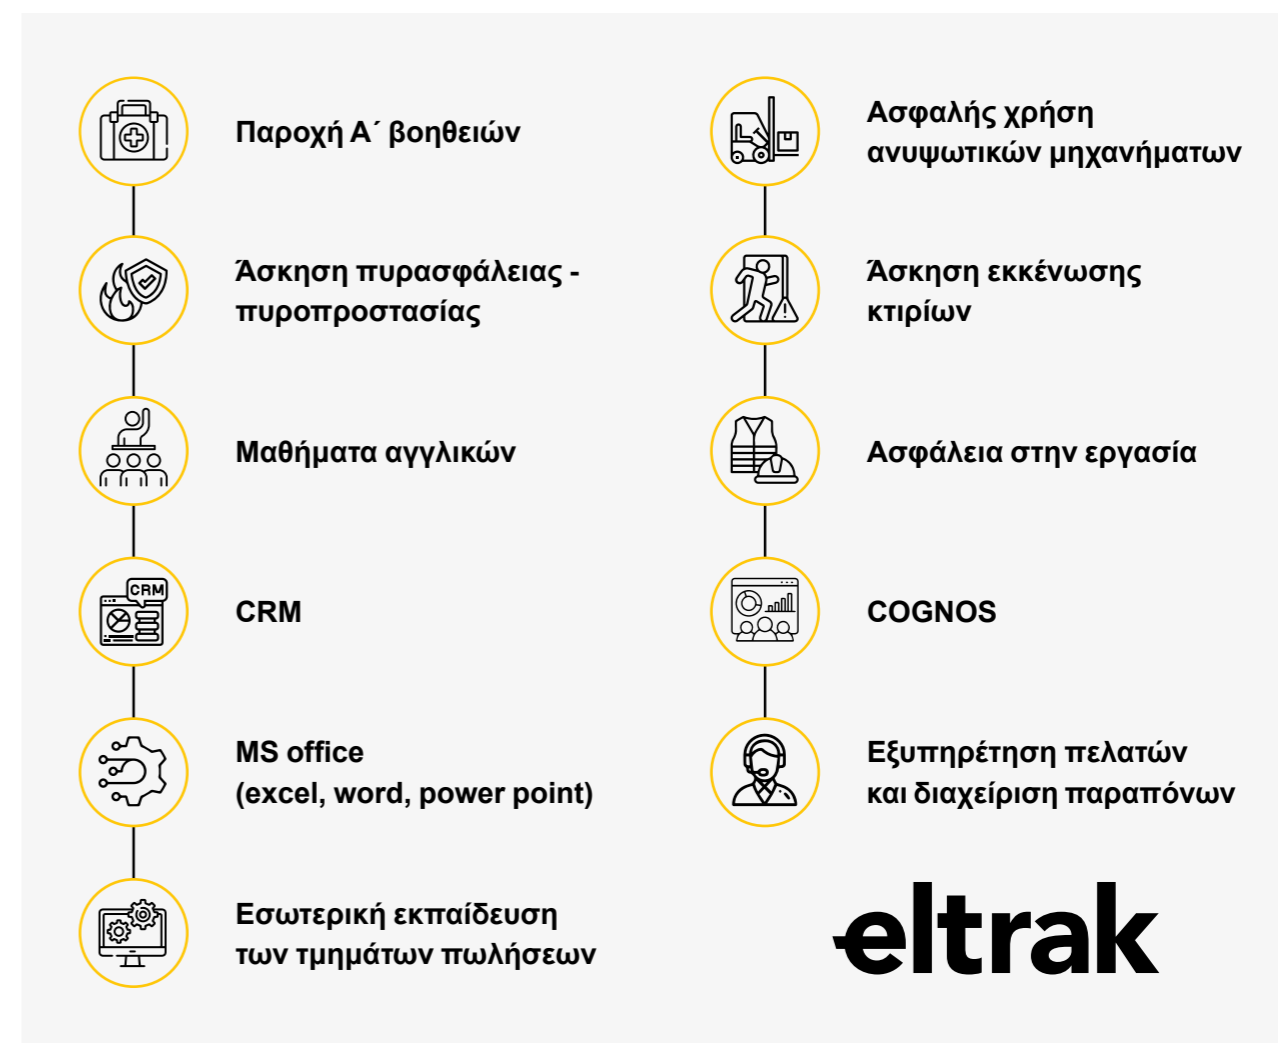 Παροχή Α΄ βοηθειών
Άσκηση πυρασφάλειας -
πυροπροστασίας
Μαθήματα αγγλικών
CRM
CRM
MS office
(excel, word, power point)
Εσωτερική εκπαίδευση
των τμημάτων πωλήσεων
Ασφαλής χρήση
ανυψωτικών μηχανήματων
Άσκηση εκκένωσης
κτιρίων
Ασφάλεια στην εργασία
COGNOS
Εξυπηρέτηση πελατών
και διαχείριση παραπόνων
eltrak